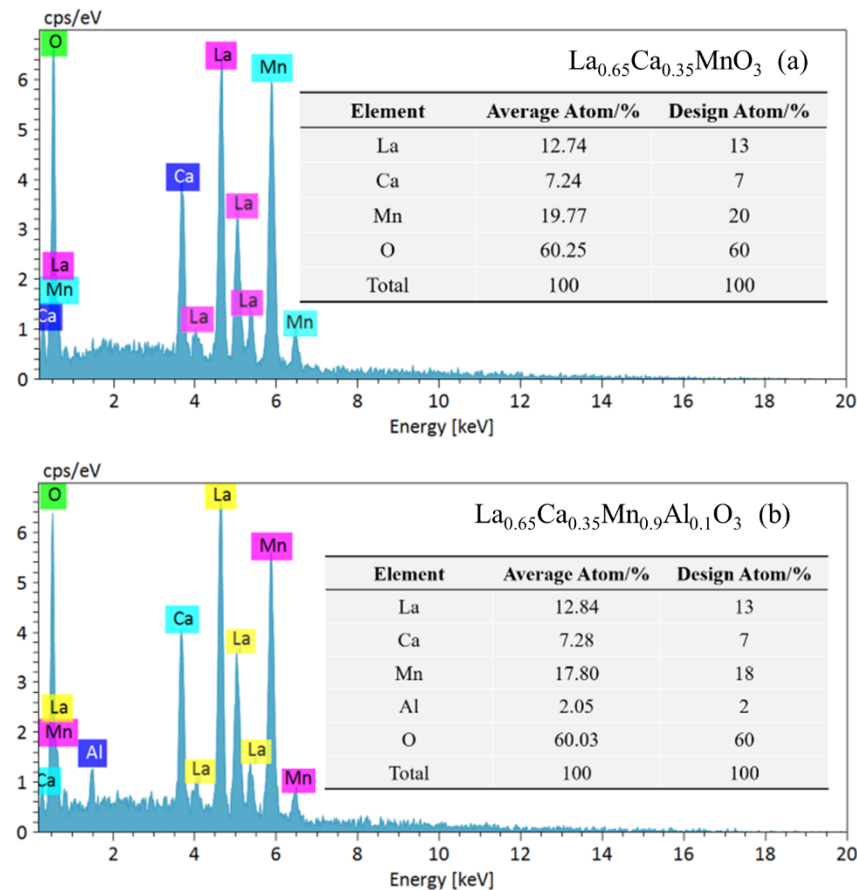 cps/eV
O
La
Mn
Ca
Ca
La
La
La
La
Mn
Mn
La₀.₆₅Ca₀.₃₅MnO₃ (a)
Element Average Atom/% Design Atom/%
La 12.74 13
Ca 7.24 7
Mn 19.77 20
O 60.25 60
Total 100 100
6
5
4
3
2
1
0
2 4 6 8 10 12 14 16 18 20
Energy [keV]
cps/eV
O
La
Mn
Ca
Al
Ca
La
La
La
La
Mn
Mn
La₀.₆₅Ca₀.₃₅Mn₀.₉Al₀.₁O₃ (b)
Element Average Atom/% Design Atom/%
La 12.84 13
Ca 7.28 7
Mn 17.80 18
Al 2.05 2
O 60.03 60
Total 100 100
6
5
4
3
2
1
0
2 4 6 8 10 12 14 16 18 20
Energy [keV]